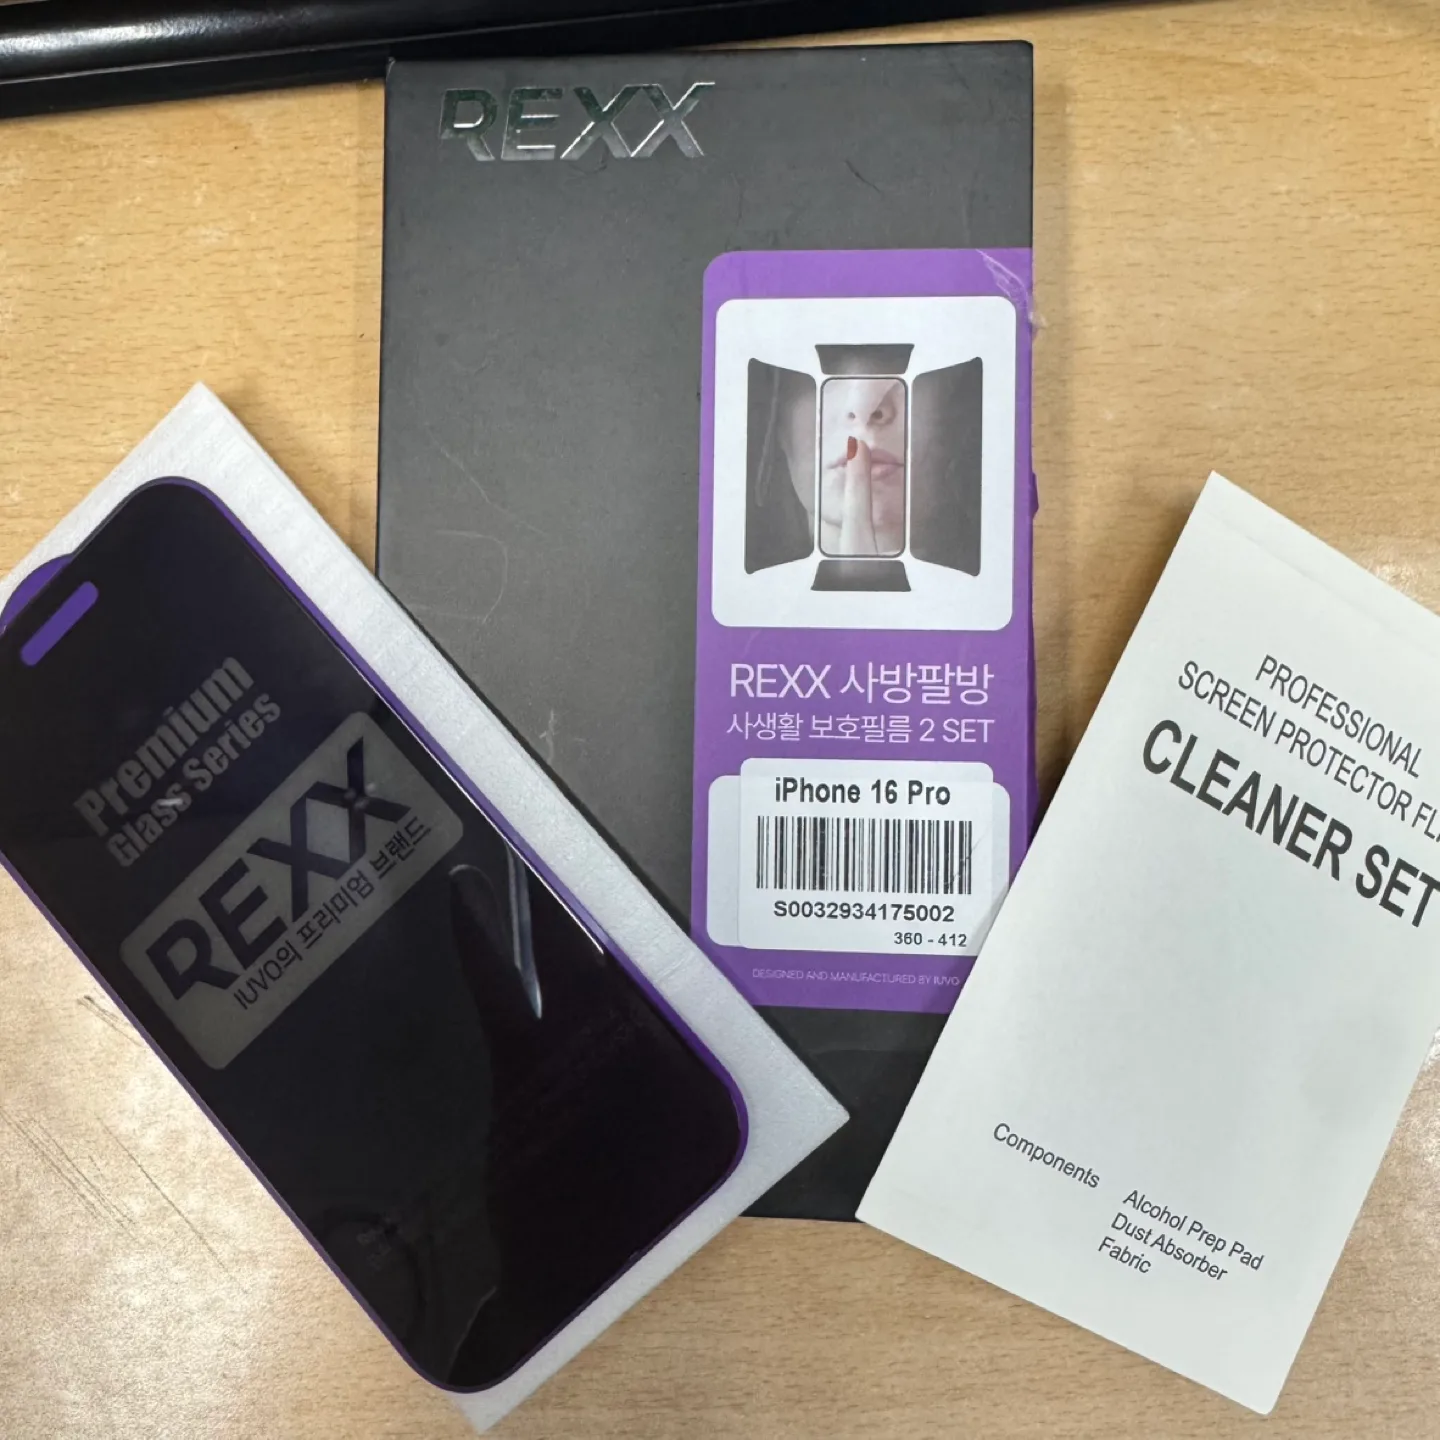 REXX
REXX 사방팔방
사생활 보호필름 2 SET
iPhone 16 Pro
S0032934175002
360 - 412
DESIGNED AND MANUFACTURED BY IUVO
Premium
Glass Series
REXX
IUVO의 프리미엄 브랜드
PROFESSIONAL
SCREEN PROTECTOR
CLEANER SET
Components
Alcohol Prep Pad
Dust Absorber
Fabric